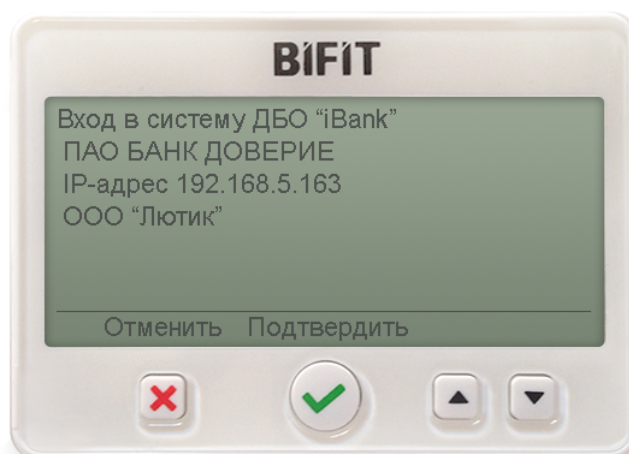 BIFIT
Вход в систему ДБО “iBank”
ПАО БАНК ДОВЕРИЕ
IP-адрес 192.168.5.163
ООО “Лютик”
Отменить Подтвердить